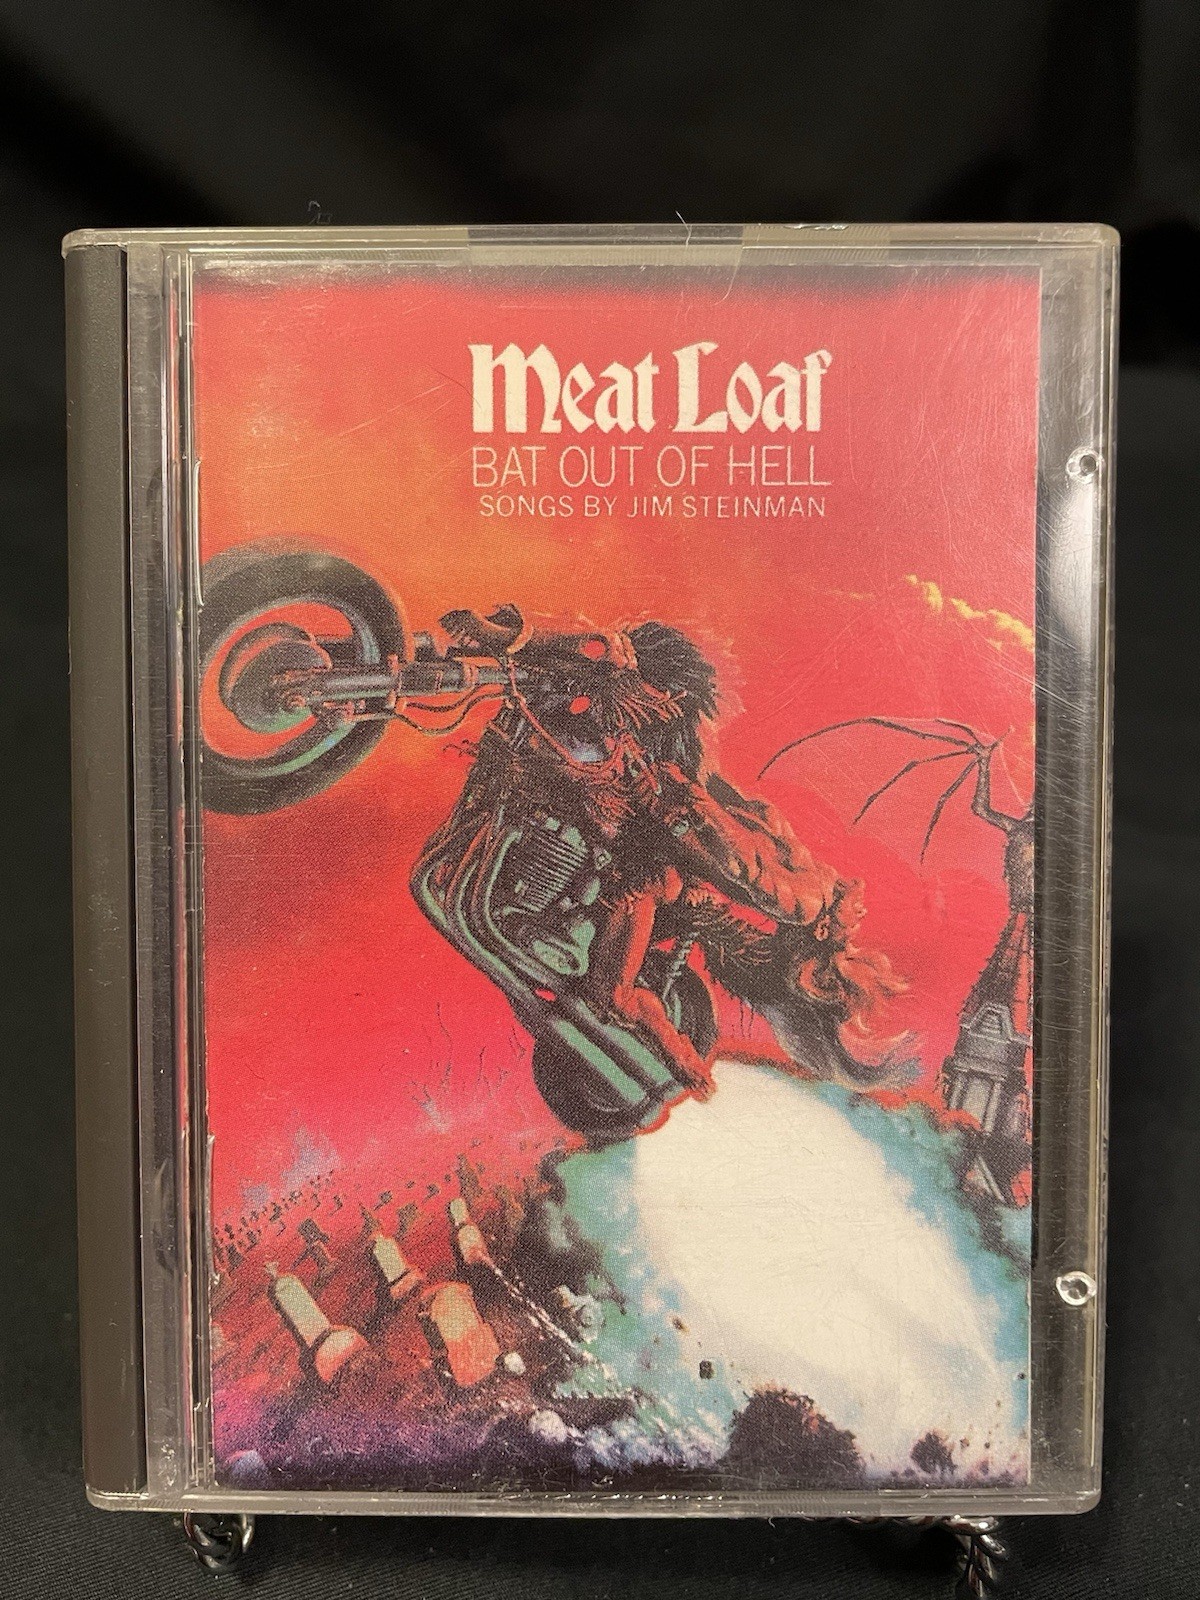 Meat Loaf
BAT OUT OF HELL
SONGS BY JIM STEINMAN